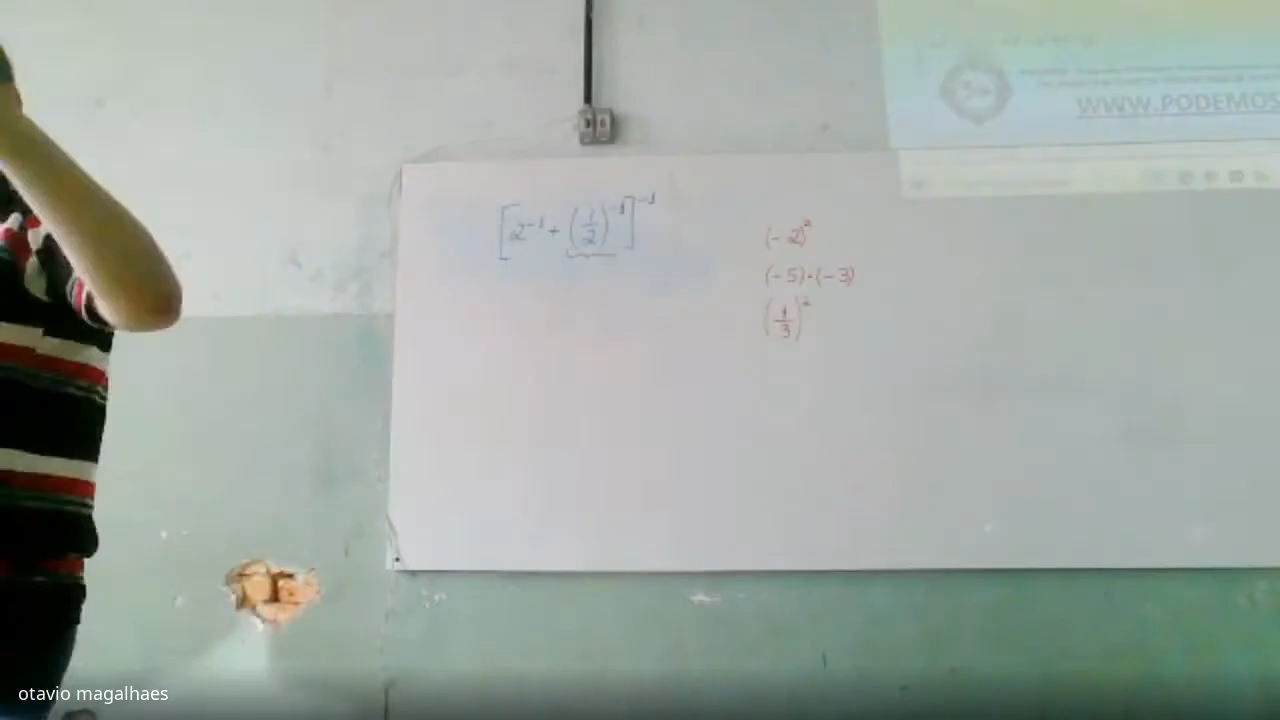 WWW.PODEMOS
[2⁻¹ + (1/2)⁻¹]⁻¹
(-2)²
(-5)·(-3)
(1/3)²
otavio magalhaes